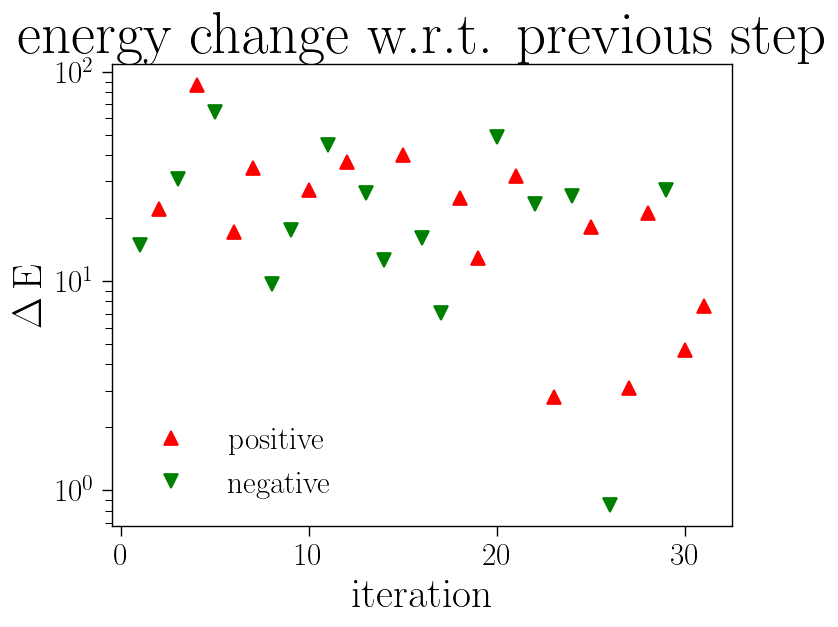 energy change w.r.t. previous step
10²
10¹
10⁰
Δ E
positive
negative
0 10 20 30
iteration